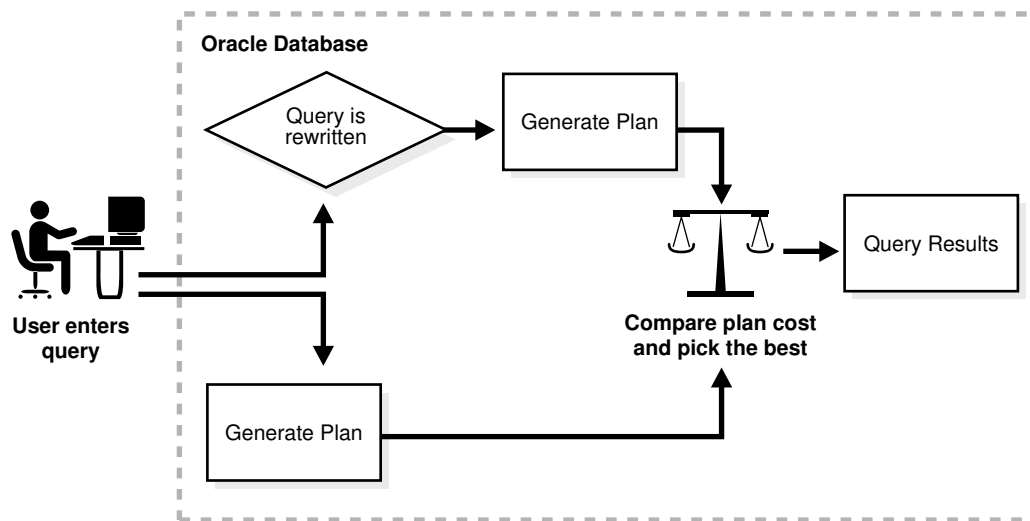 Oracle Database
Query is
rewritten
Generate Plan
Query Results
User enters
query
Compare plan cost
and pick the best
Generate Plan